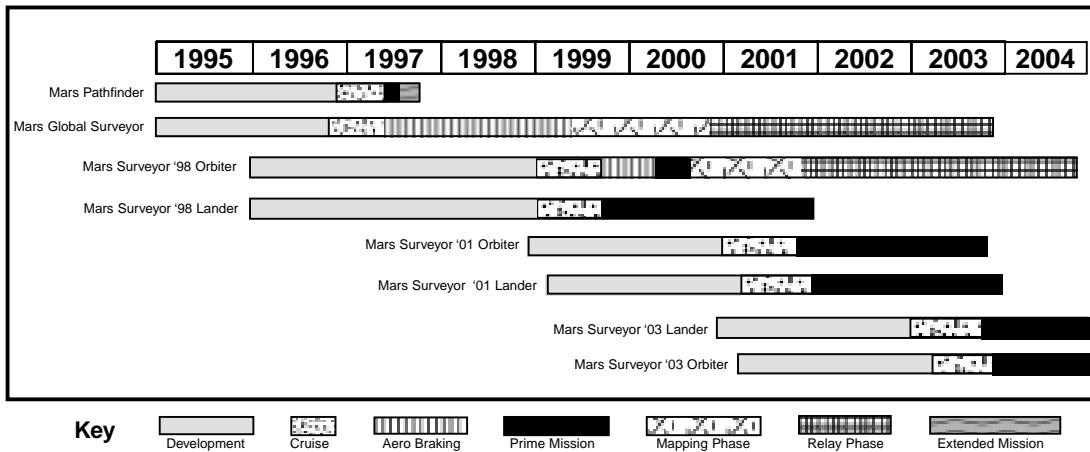 1995 1996 1997 1998 1999 2000 2001 2002 2003 2004
Mars Pathfinder
Mars Global Surveyor
Mars Surveyor ‘98 Orbiter
Mars Surveyor ‘98 Lander
Mars Surveyor ‘01 Orbiter
Mars Surveyor ‘01 Lander
Mars Surveyor ‘03 Lander
Mars Surveyor ‘03 Orbiter
Key
Development Cruise Aero Braking Prime Mission Mapping Phase Relay Phase Extended Mission